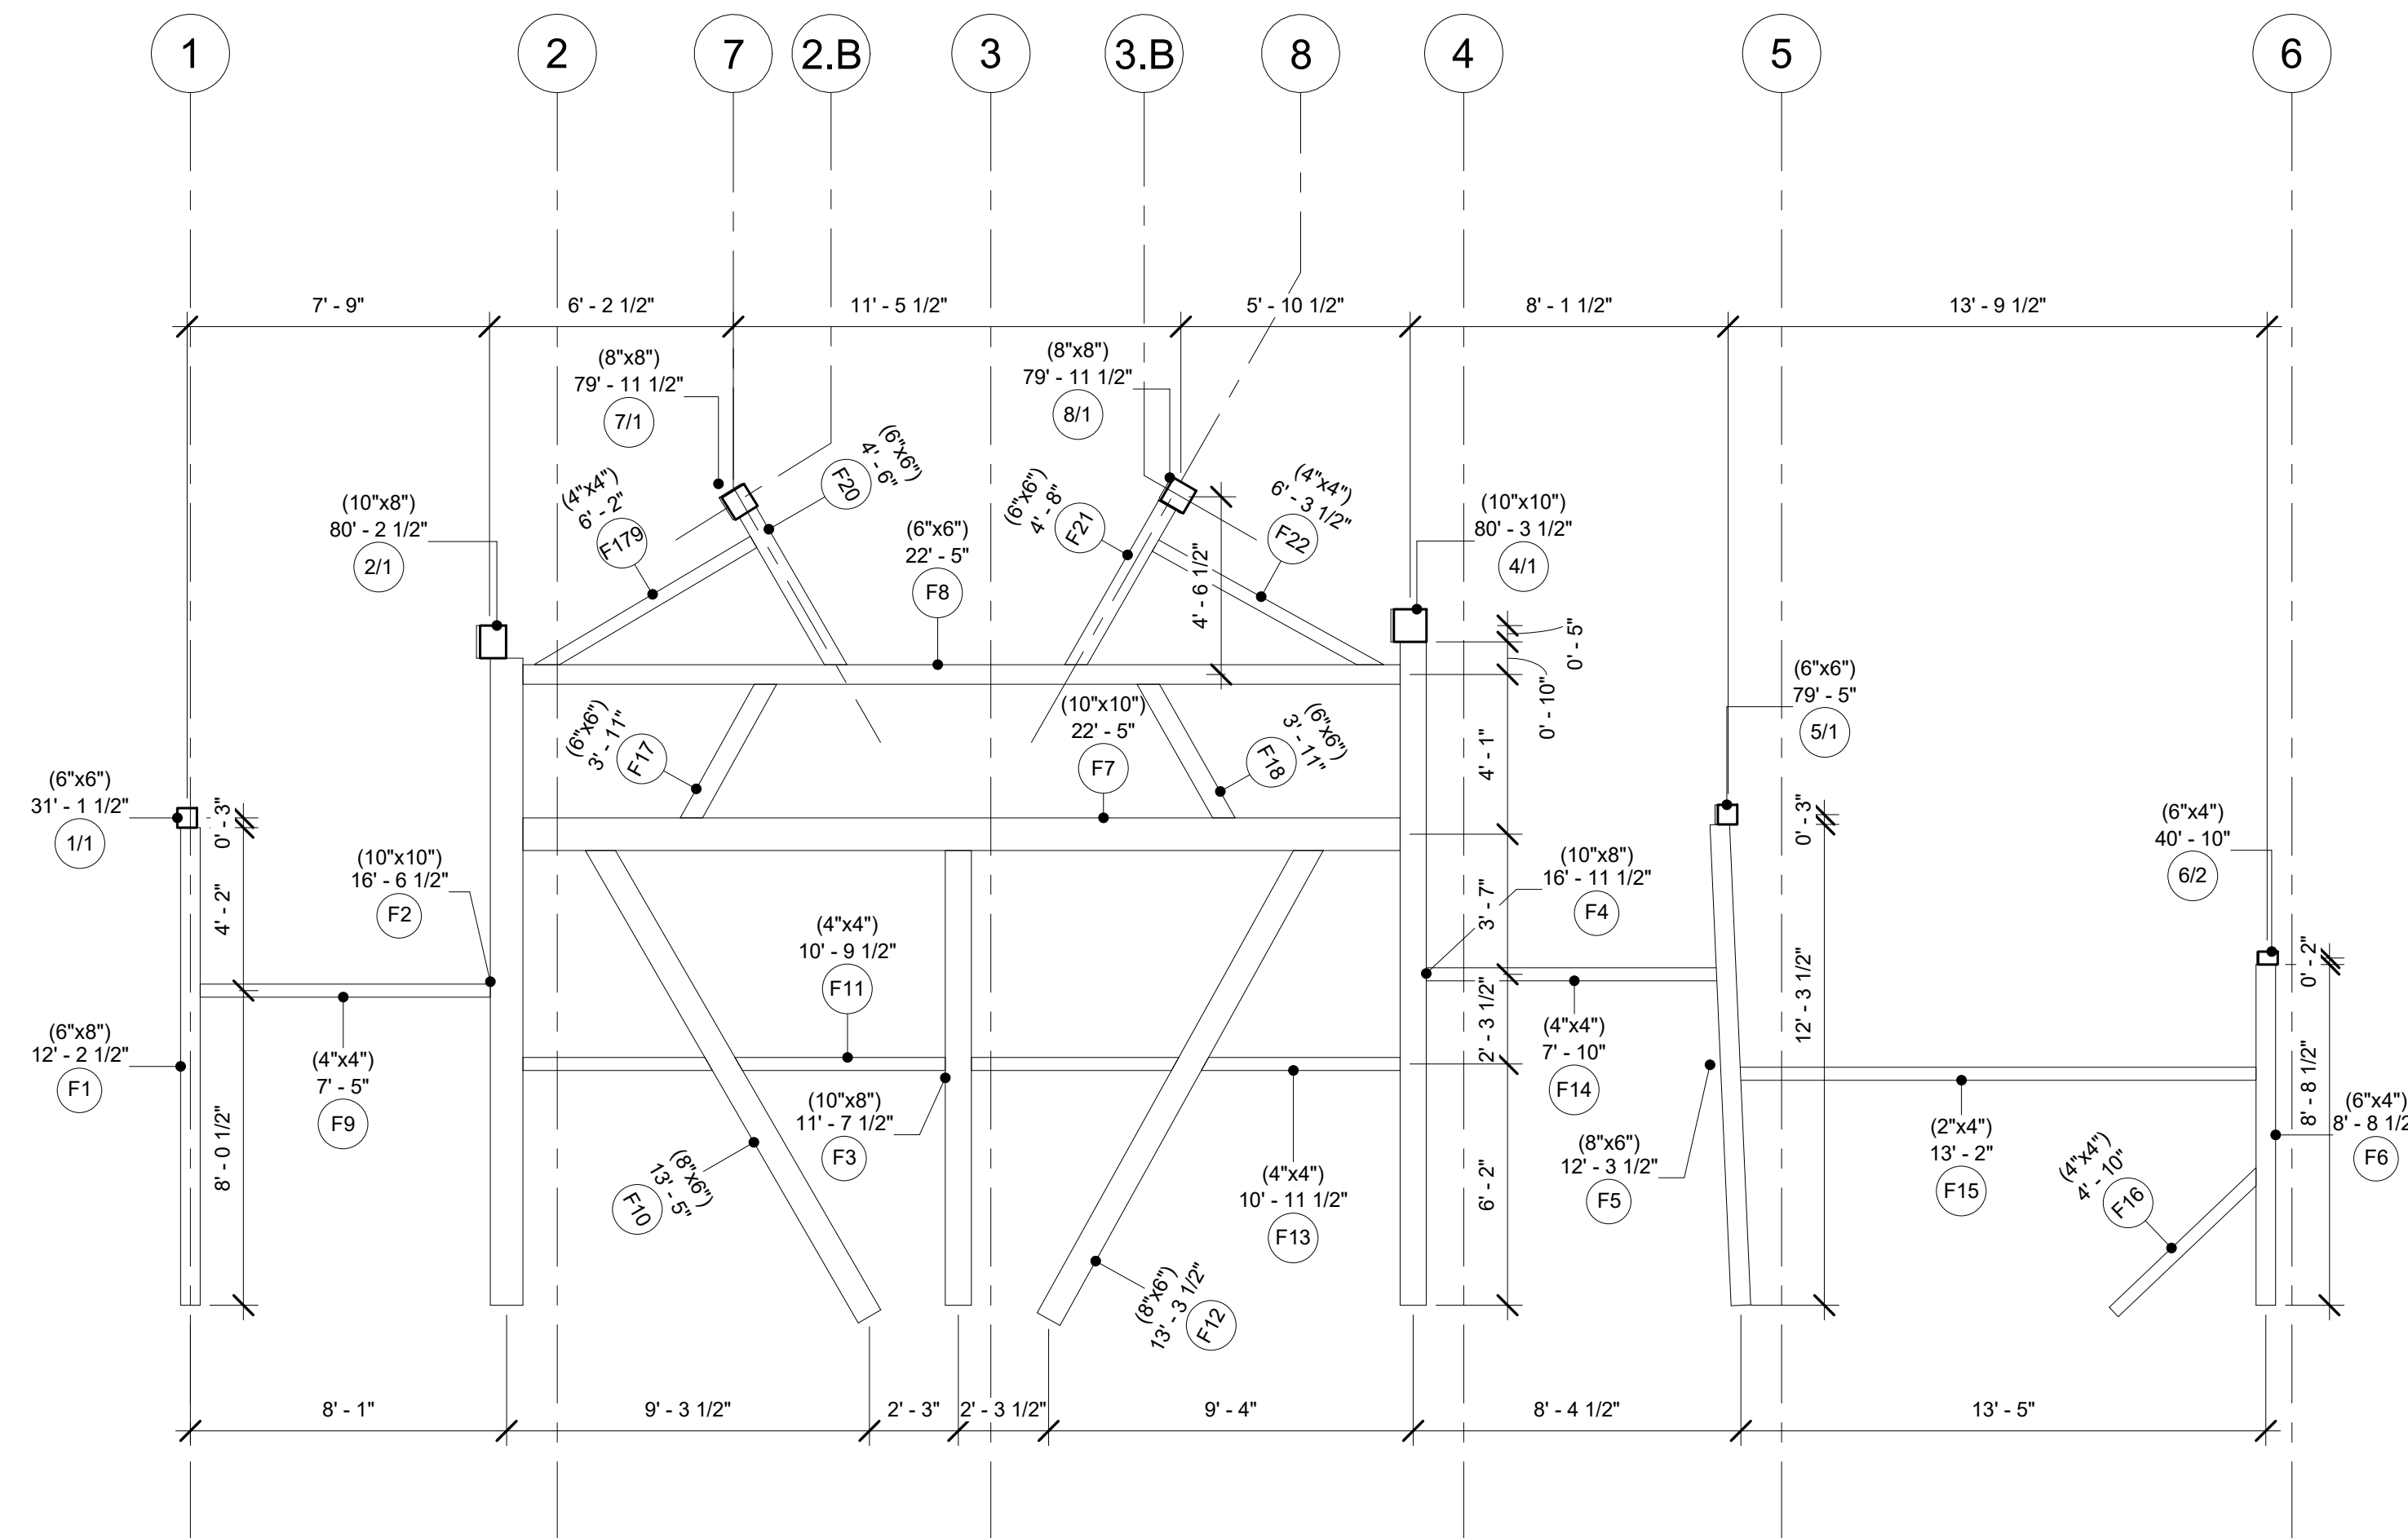 1
2
7
2.B
3
3.B
8
4
5
6
7' - 9"
6' - 2 1/2"
11' - 5 1/2"
5' - 10 1/2"
8' - 1 1/2"
13' - 9 1/2"
(8"x8")
79' - 11 1/2"
7/1
(8"x8")
79' - 11 1/2"
8/1
(4"x4")
6' - 2"
F179
(6"x6")
4' - 6"
F20
(6"x6")
4' - 8"
F21
(4"x4")
6' - 3 1/2"
F22
(10"x8")
80' - 2 1/2"
2/1
(6"x6")
22' - 5"
F8
4' - 6 1/2"
(10"x10")
80' - 3 1/2"
4/1
0' - 5"
0' - 10"
4' - 1"
3' - 7"
2' - 3 1/2"
6' - 2"
(6"x6")
79' - 5"
5/1
(6"x6")
3' - 11"
F17
(10"x10")
22' - 5"
F7
(6"x6")
3' - 11"
F18
(6"x6")
31' - 1 1/2"
1/1
0' - 3"
4' - 2"
8' - 0 1/2"
(10"x10")
16' - 6 1/2"
F2
(10"x8")
16' - 11 1/2"
F4
0' - 3"
12' - 3 1/2"
(6"x4")
40' - 10"
6/2
0' - 2"
8' - 8 1/2"
(4"x4")
10' - 9 1/2"
F11
(6"x8")
12' - 2 1/2"
F1
(4"x4")
7' - 5"
F9
(10"x8")
11' - 7 1/2"
F3
(8"x6")
13' - 5"
F10
(4"x4")
10' - 11 1/2"
F13
(8"x6")
13' - 3 1/2"
F12
(4"x4")
7' - 10"
F14
(8"x6")
12' - 3 1/2"
F5
(2"x4")
13' - 2"
F15
(4"x4")
4' - 10"
F16
(6"x4")
8' - 8 1/2
F6
8' - 1"
9' - 3 1/2"
2' - 3"
2' - 3 1/2"
9' - 4"
8' - 4 1/2"
13' - 5"